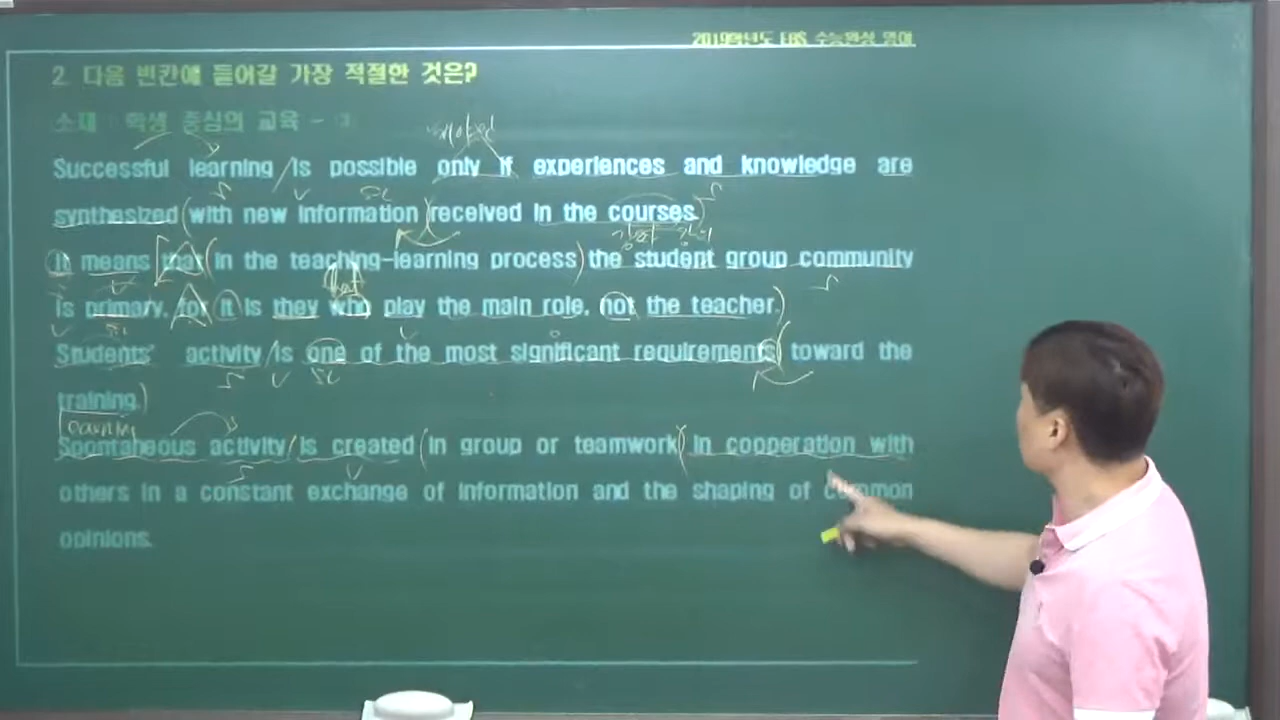 2019학년도 EBS 수능완성 영어
2. 다음 빈칸에 들어갈 가장 적절한 것은?
소재 : 학생 중심의 교육 -
Successful learning is possible only if experiences and knowledge are
synthesized with new information received in the courses.
It means that in the teaching-learning process the student group community
is primary, for it is they who play the main role, not the teacher.
Students' activity is one of the most significant requirements toward the
training.
Spontaneous activity is created in group or teamwork in cooperation with
others in a constant exchange of information and the shaping of common
opinions.